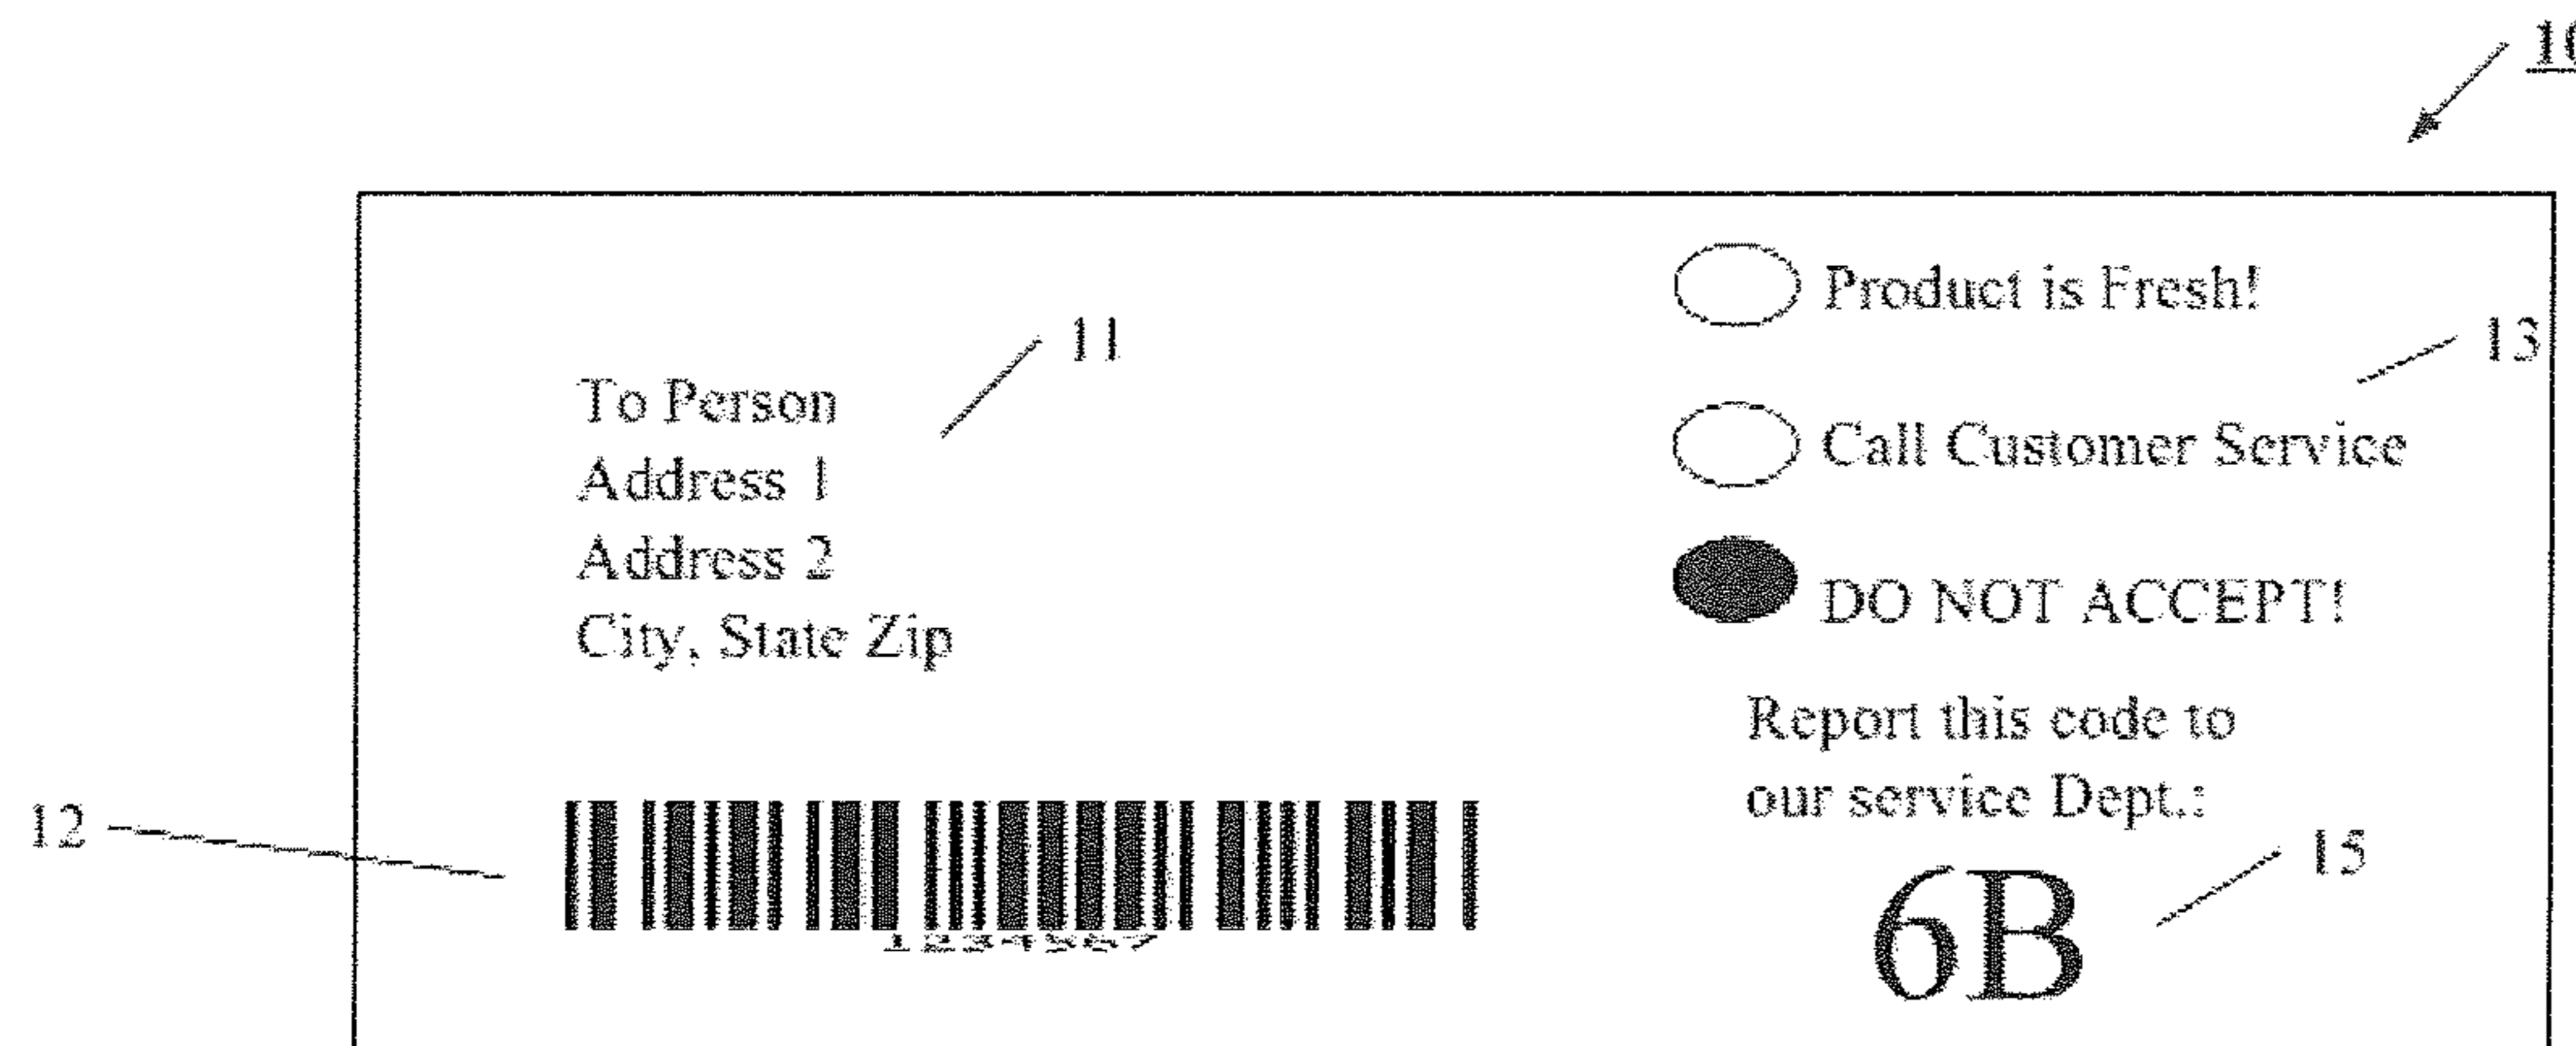 10
Product is Fresh!
11
13
To Person
Call Customer Service
Address 1
Address 2
DO NOT ACCEPT!
City, State Zip
Report this code to
our service Dept.:
12
15
6B
1234567